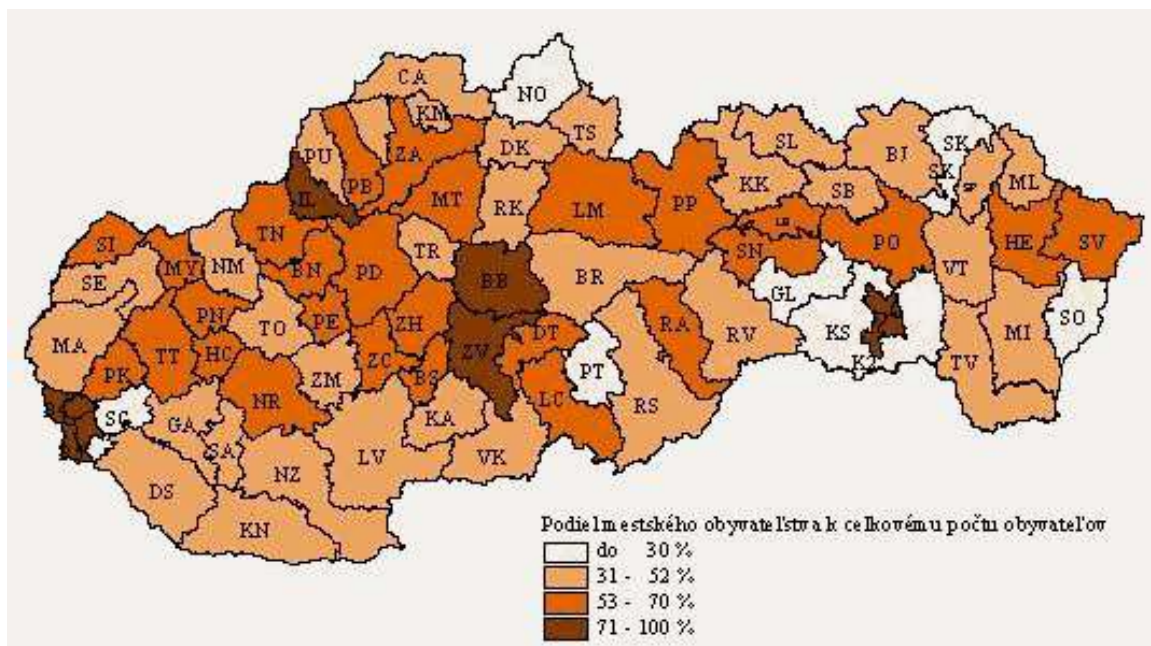 CA
NO
KM
TS
PU
DK
SL
SK
ZA
BJ
PB
KK
SK
ML
IL
SB
MT
RK
LM
PP
TN
SI
PO
HE
SV
MY
NM
TR
SN
BN
PD
BR
VT
SE
BB
GL
PN
SO
TO
PE
ZH
RA
KS
MA
TT
HC
ZV
DT
RV
MI
KJ
PK
ZC
PT
TV
ZM
BS
NR
LC
RS
SC
GA
KA
SA
LV
VK
NZ
DS
KN
Podiel mestského obyvateľstva k celkovému počtu obyvateľov
do 30 %
31 - 52 %
53 - 70 %
71 - 100 %